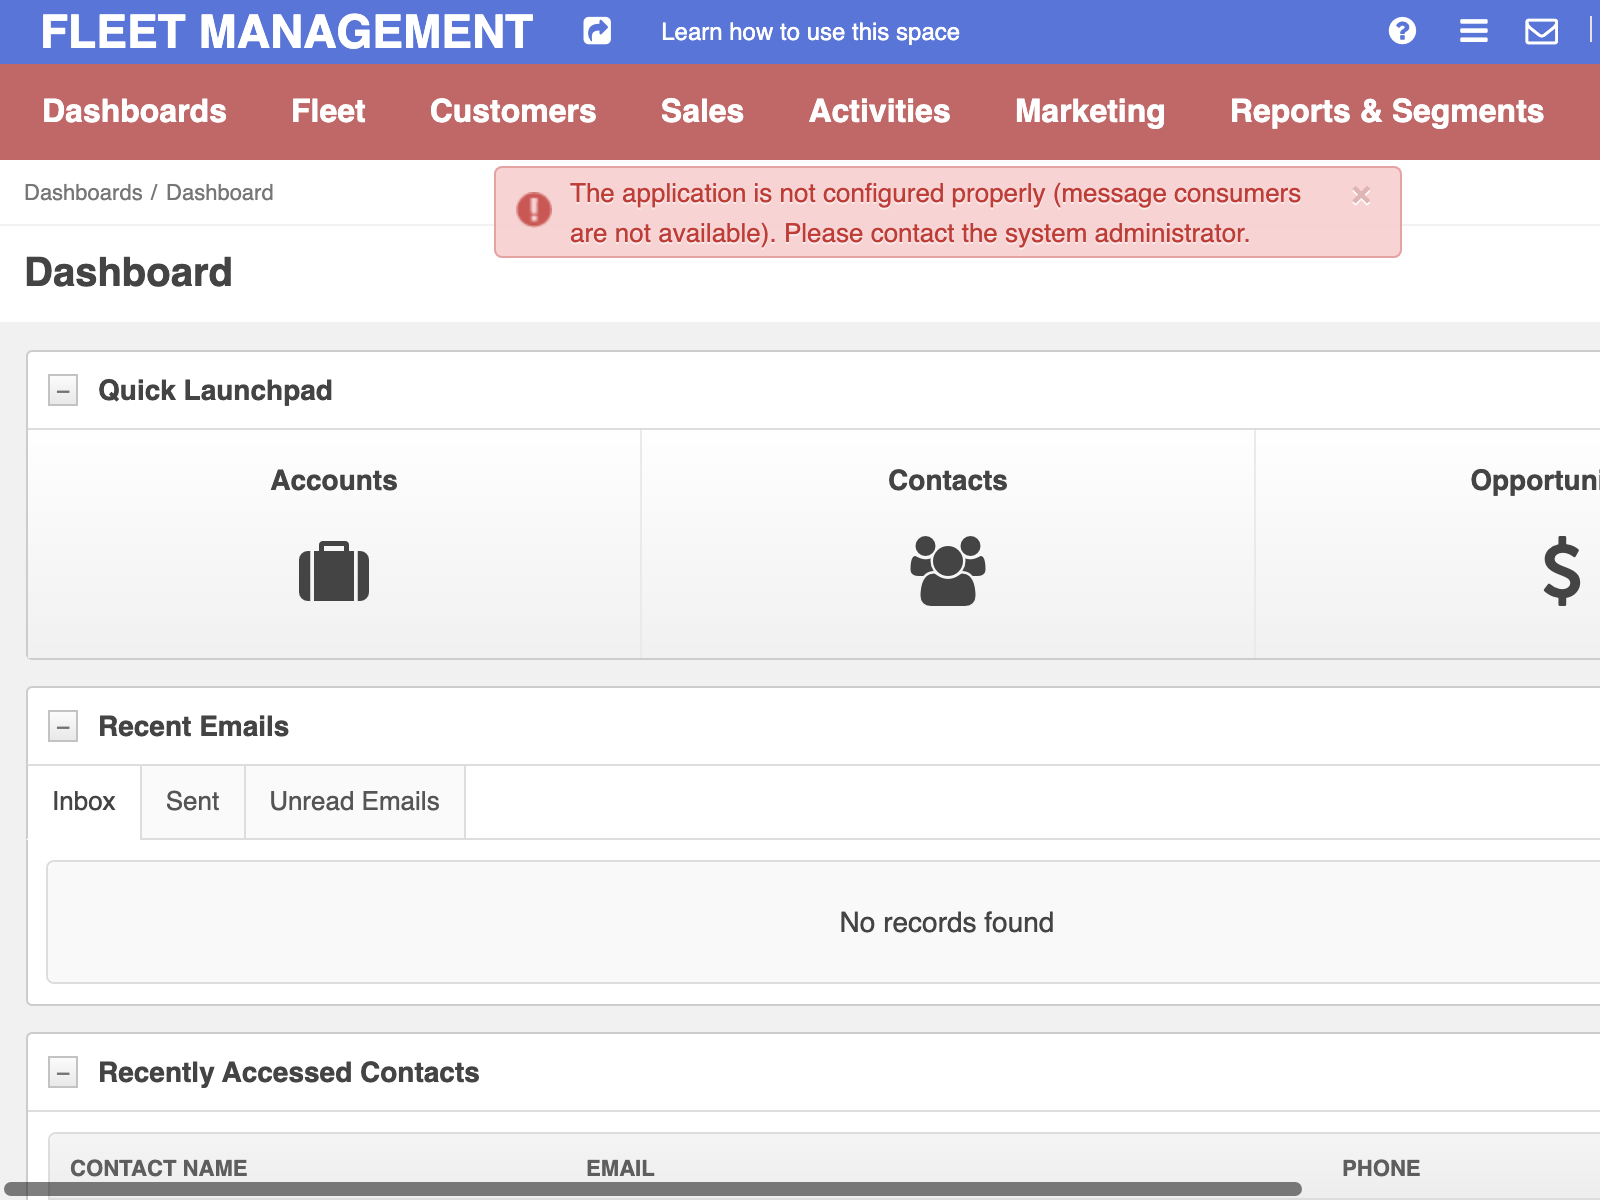 FLEET MANAGEMENT
Learn how to use this space
Dashboards
Fleet
Customers
Sales
Activities
Marketing
Reports & Segments
Dashboards / Dashboard
The application is not configured properly (message consumers
are not available). Please contact the system administrator.
Dashboard
Quick Launchpad
Accounts
Contacts
Opportuni
Recent Emails
Inbox
Sent
Unread Emails
No records found
Recently Accessed Contacts
CONTACT NAME
EMAIL
PHONE